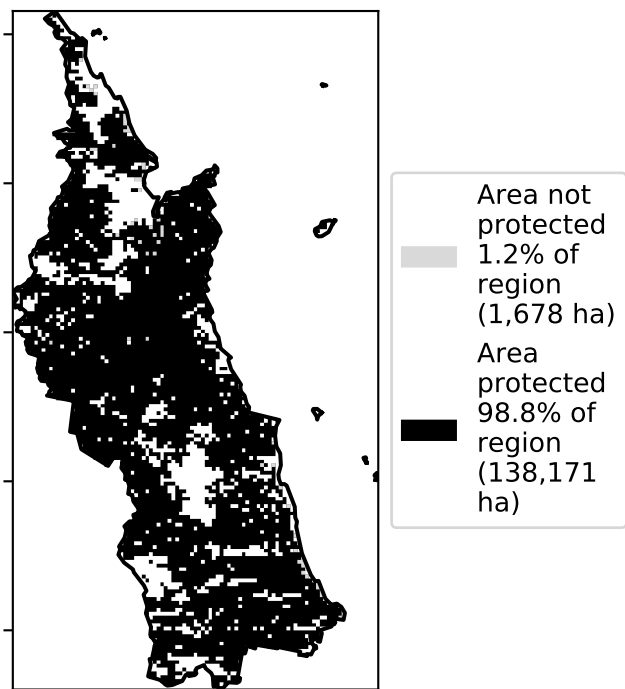 Area not
protected
1.2% of
region
(1,678 ha)
Area
protected
98.8% of
region
(138,171
ha)